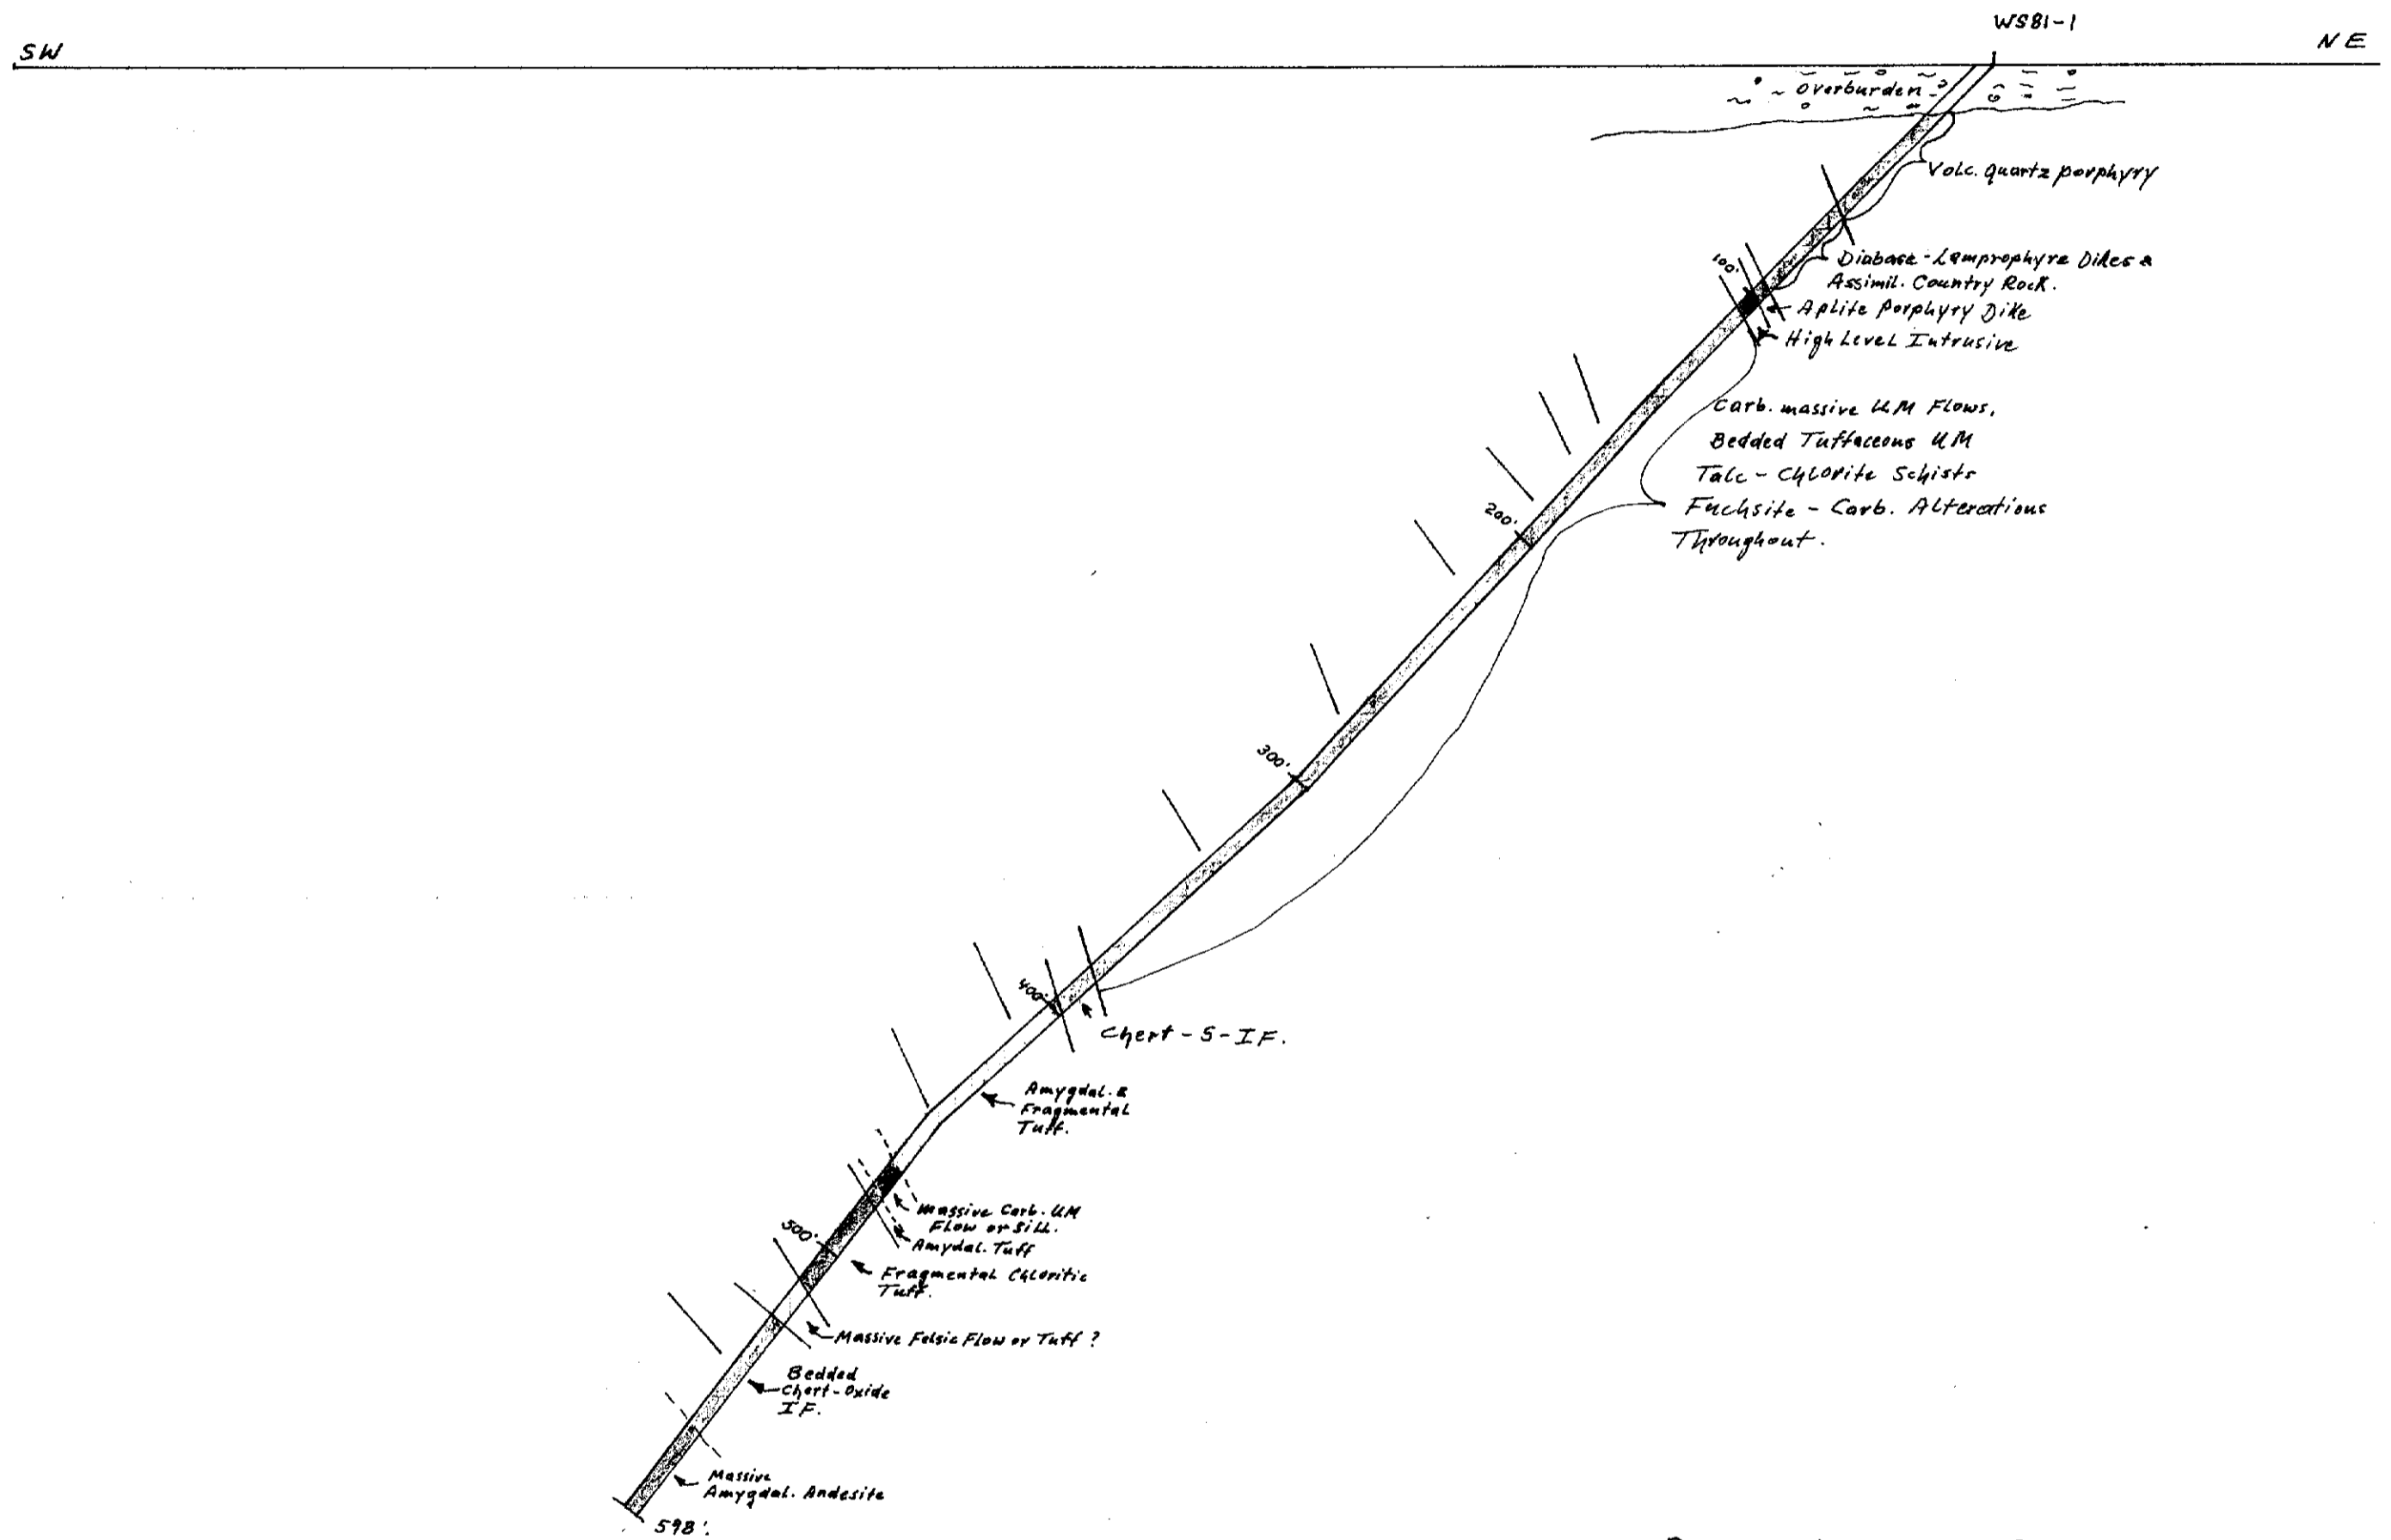 WS81-1
SW
NE
Overburden
Volc. quartz porphyry
Diabase - Lamprophyre Dikes &
Assimil. Country Rock.
100'
Aplite Porphyry Dike
High Level Intrusive
Carb. massive UM Flows,
Bedded Tuffaceous UM
Talc - Chlorite Schists
Fuchsite - Carb. Alterations
Throughout.
200'
300'
400'
Chert - S - IF.
Amygdal. &
Fragmental
Tuff.
Massive Carb. UM
Flow or Sill.
Amydal. Tuff
500'
Fragmental Chloritic
Tuff.
Massive Felsic Flow or Tuff ?
Bedded
Chert - Oxide
IF.
Massive
Amygdal. Andesite
598'.